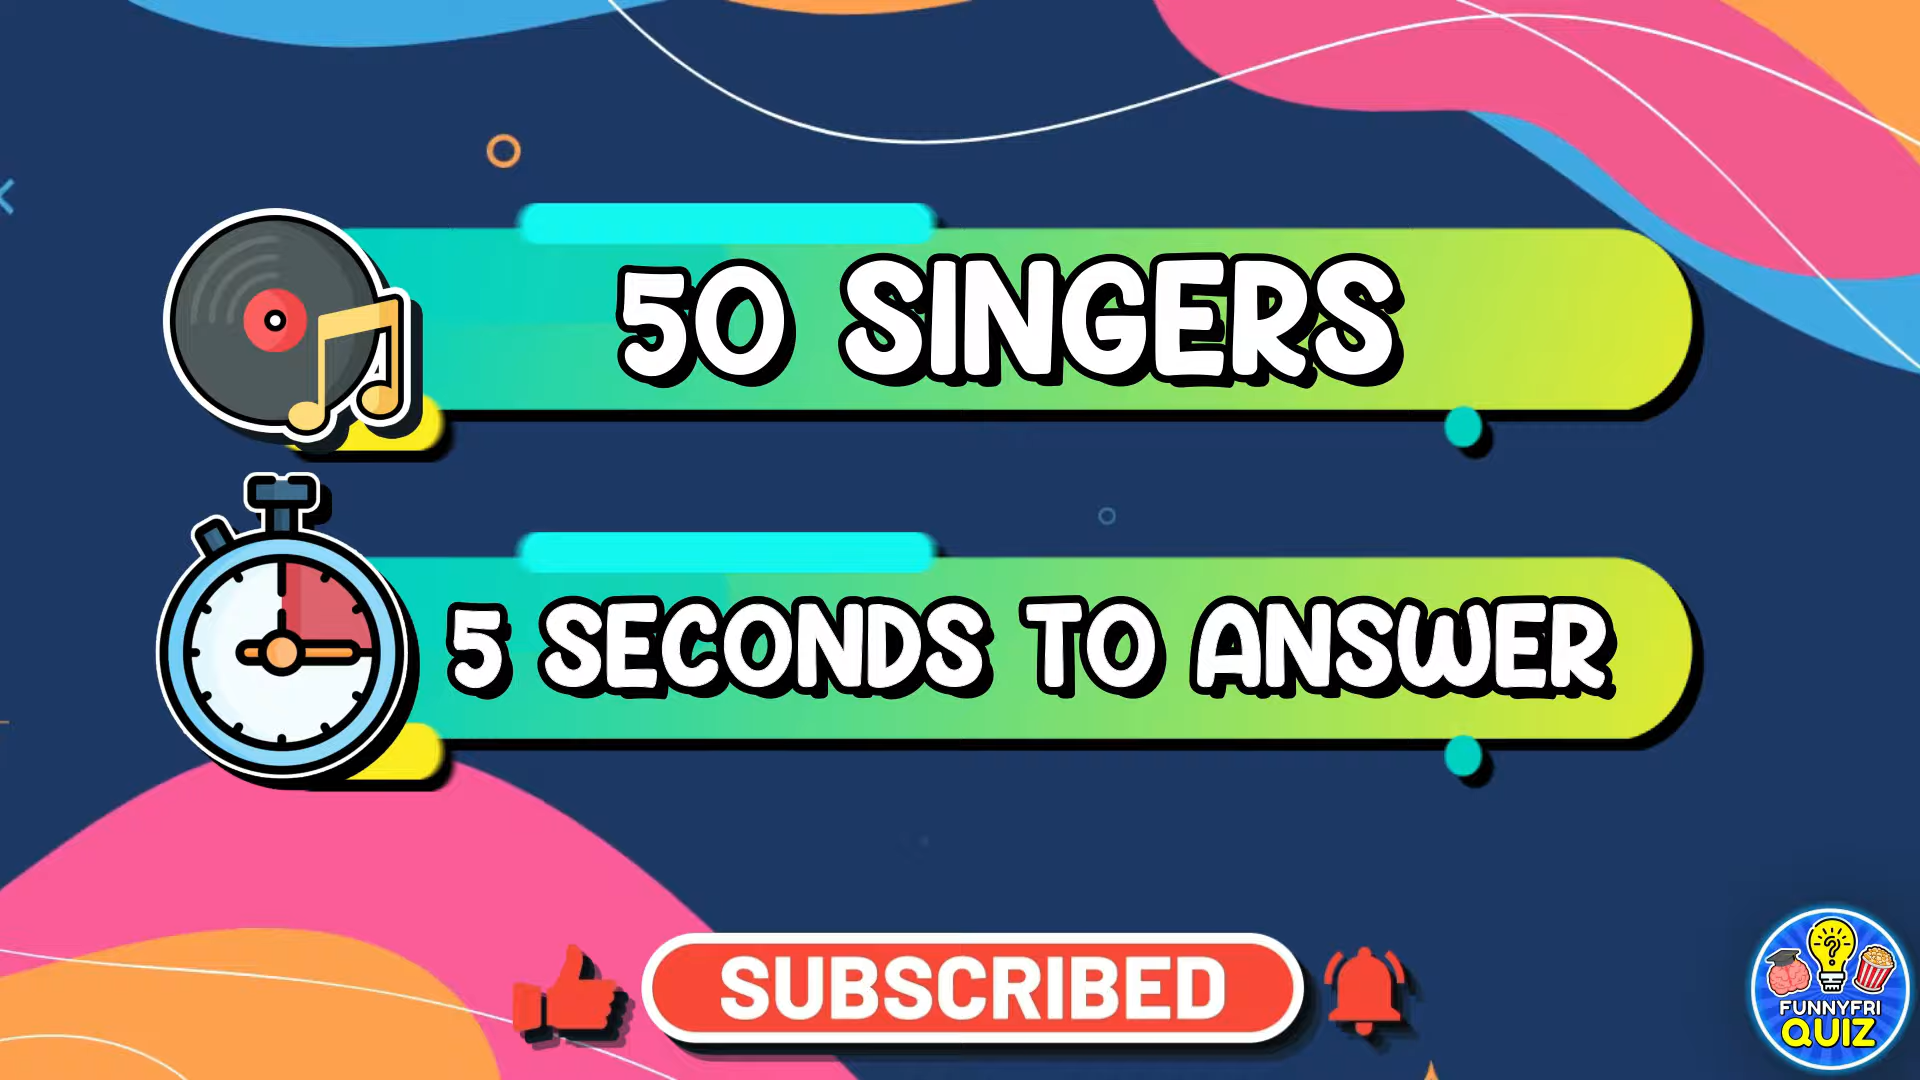 50 SINGERS
5 SECONDS TO ANSWER
SUBSCRIBED
?
FUNNYFRI
QUIZ